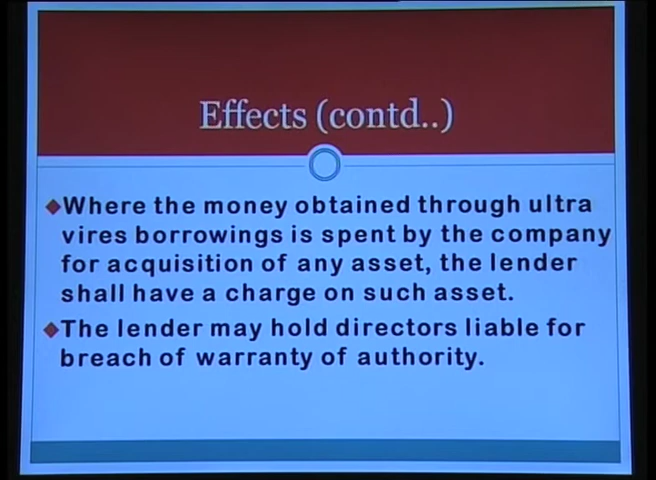 Effects (contd..)
Where the money obtained through ultra
vires borrowings is spent by the company
for acquisition of any asset, the lender
shall have a charge on such asset.
The lender may hold directors liable for
breach of warranty of authority.